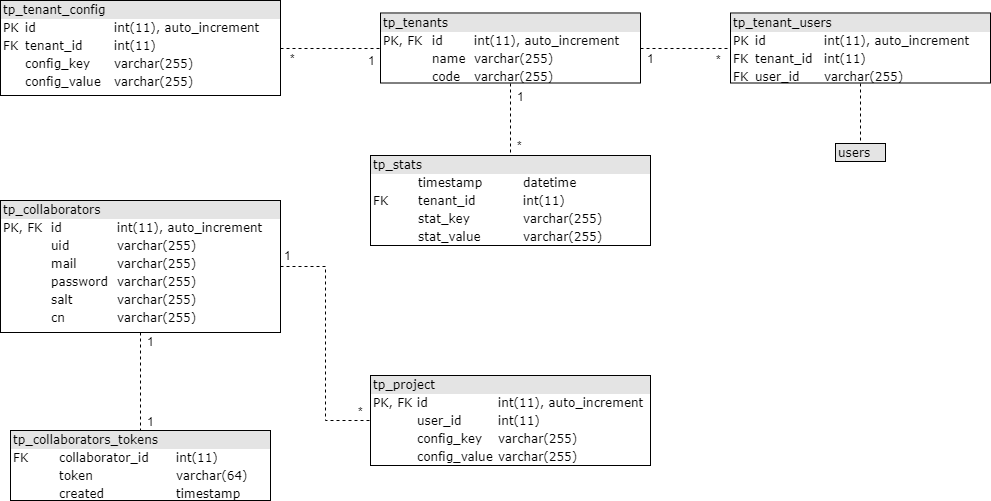 tp_tenant_config
PK id int(11), auto_increment
FK tenant_id int(11)
config_key varchar(255)
config_value varchar(255)
* 1
tp_tenants
PK, FK id int(11), auto_increment
name varchar(255)
code varchar(255)
1 *
tp_tenant_users
PK id int(11), auto_increment
FK tenant_id int(11)
FK user_id varchar(255)
users
1
*
tp_stats
timestamp datetime
FK tenant_id int(11)
stat_key varchar(255)
stat_value varchar(255)
tp_collaborators
PK, FK id int(11), auto_increment
uid varchar(255)
mail varchar(255)
password varchar(255)
salt varchar(255)
cn varchar(255)
1
*
tp_project
PK, FK id int(11), auto_increment
user_id int(11)
config_key varchar(255)
config_value varchar(255)
1
1
tp_collaborators_tokens
FK collaborator_id int(11)
token varchar(64)
created timestamp